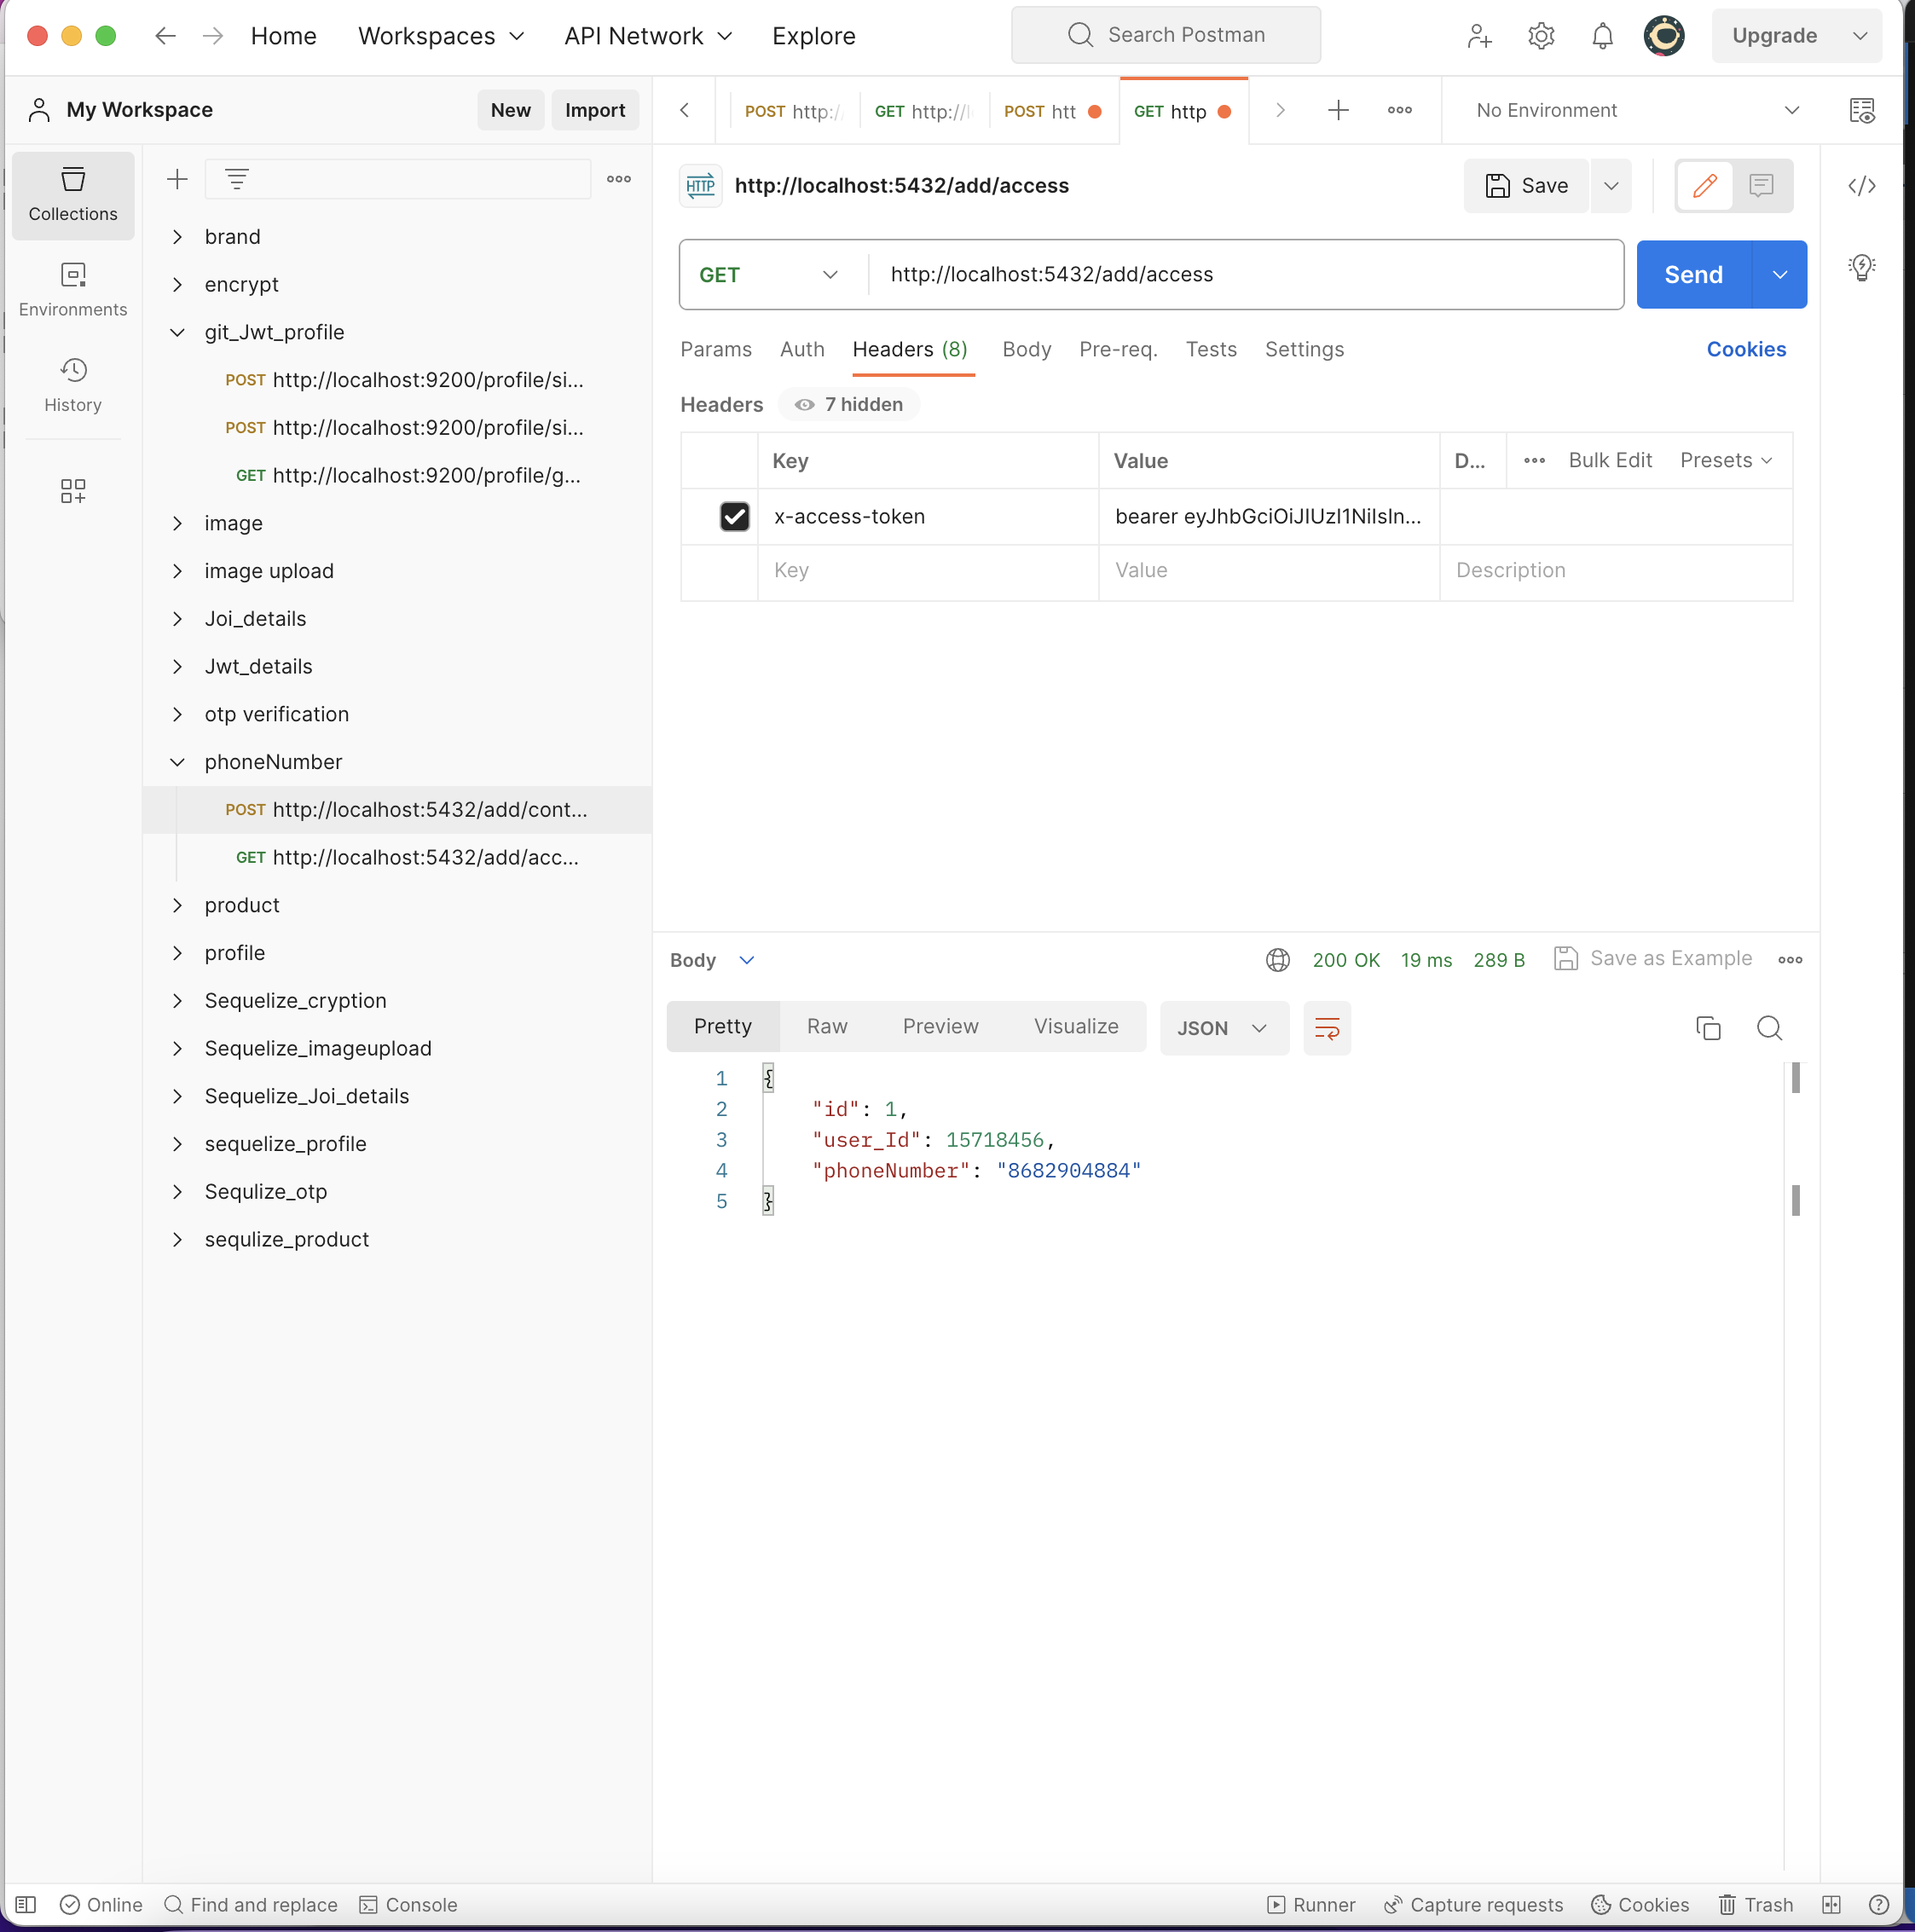 Home Workspaces API Network Explore Search Postman Upgrade
My Workspace New Import
POST http:/ GET http://l POST htt GET http No Environment
Collections
Environments
History
brand
encrypt
git_Jwt_profile
POST http://localhost:9200/profile/si...
POST http://localhost:9200/profile/si...
GET http://localhost:9200/profile/g...
image
image upload
Joi_details
Jwt_details
otp verification
phoneNumber
POST http://localhost:5432/add/cont...
GET http://localhost:5432/add/acc...
product
profile
Sequelize_cryption
Sequelize_imageupload
Sequelize_Joi_details
sequelize_profile
Sequlize_otp
sequlize_product
HTTP http://localhost:5432/add/access Save
GET http://localhost:5432/add/access Send
Params Auth Headers (8) Body Pre-req. Tests Settings Cookies
Headers 7 hidden
Key Value D... Bulk Edit Presets
x-access-token bearer eyJhbGciOiJIUzI1NiIsIn...
Key Value Description
Body 200 OK 19 ms 289 B Save as Example
Pretty Raw Preview Visualize JSON
1 {
2 "id": 1,
3 "user_Id": 15718456,
4 "phoneNumber": "8682904884"
5 }
Online Find and replace Console Runner Capture requests Cookies Trash